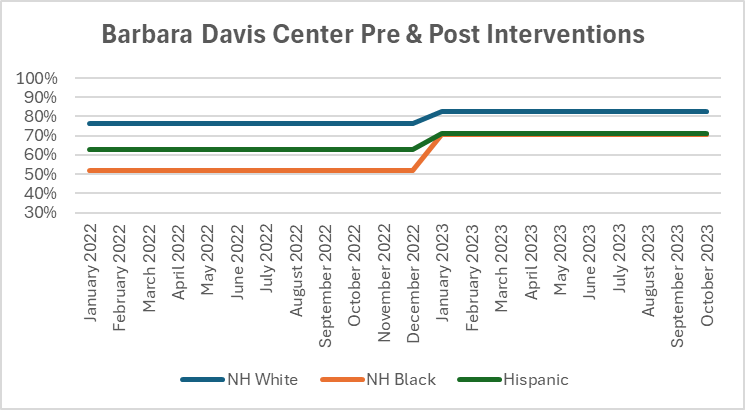 Barbara Davis Center Pre & Post Interventions
100%
90%
80%
70%
60%
50%
40%
30%
January 2022
February 2022
March 2022
April 2022
May 2022
June 2022
July 2022
August 2022
September 2022
October 2022
November 2022
December 2022
January 2023
February 2023
March 2023
April 2023
May 2023
June 2023
July 2023
August 2023
September 2023
October 2023
NH White
NH Black
Hispanic